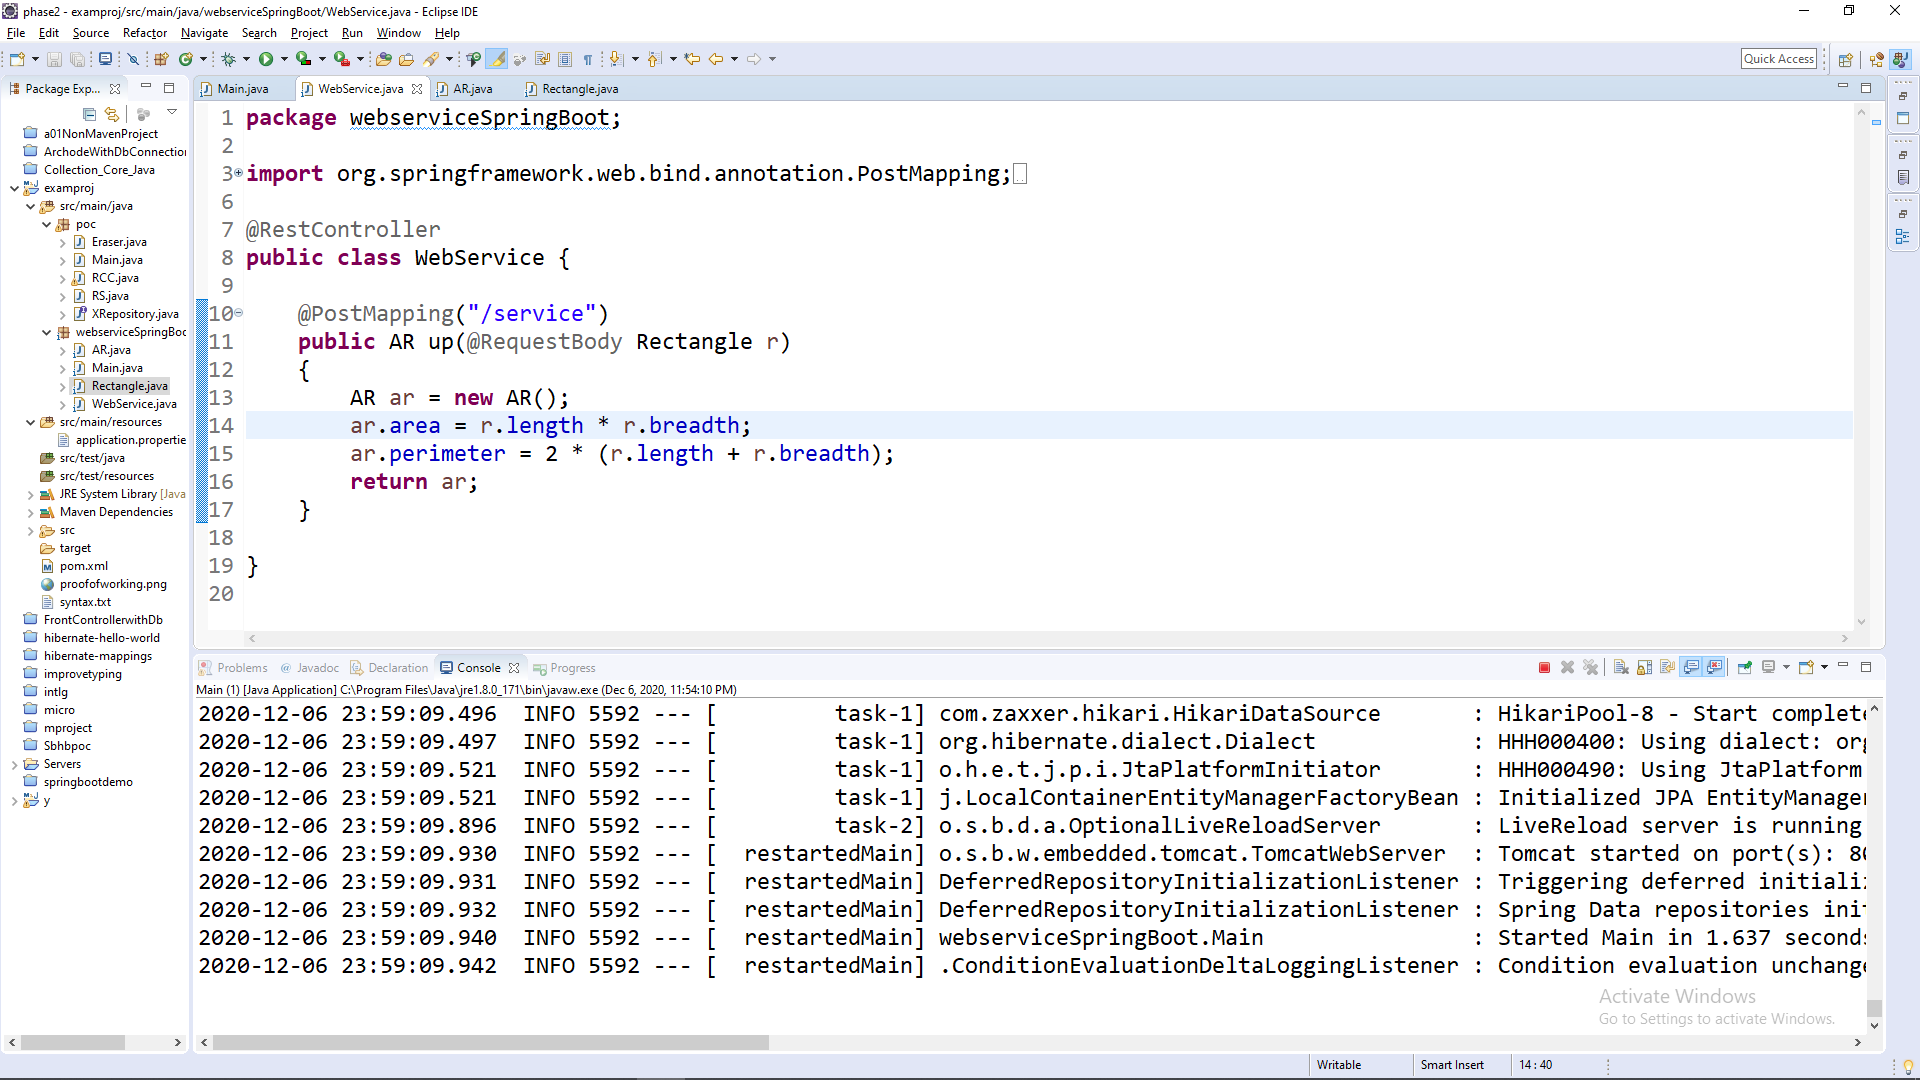 phase2 - examproj/src/main/java/webserviceSpringBoot/WebService.java - Eclipse IDE
File Edit Source Refactor Navigate Search Project Run Window Help
Quick Access
Package Exp...
Main.java WebService.java AR.java Rectangle.java
a01NonMavenProject
ArchodeWithDbConnection
Collection_Core_Java
examproj
src/main/java
poc
Eraser.java
Main.java
RCC.java
RS.java
XRepository.java
webserviceSpringBoo
AR.java
Main.java
Rectangle.java
WebService.java
src/main/resources
application.propertie
src/test/java
src/test/resources
JRE System Library [Java
Maven Dependencies
src
target
pom.xml
proofofworking.png
syntax.txt
FrontControllerwithDb
hibernate-hello-world
hibernate-mappings
improvetyping
intlg
micro
mproject
Sbhbpoc
Servers
springbootdemo
y
1 package webserviceSpringBoot;
2
3 import org.springframework.web.bind.annotation.PostMapping;
6
7 @RestController
8 public class WebService {
9
10 @PostMapping("/service")
11 public AR up(@RequestBody Rectangle r)
12 {
13 AR ar = new AR();
14 ar.area = r.length * r.breadth;
15 ar.perimeter = 2 * (r.length + r.breadth);
16 return ar;
17 }
18
19 }
20
Problems @ Javadoc Declaration Console Progress
Main (1) [Java Application] C:\Program Files\Java\jre1.8.0_171\bin\javaw.exe (Dec 6, 2020, 11:54:10 PM)
2020-12-06 23:59:09.496 INFO 5592 --- [ task-1] com.zaxxer.hikari.HikariDataSource : HikariPool-8 - Start complete
2020-12-06 23:59:09.497 INFO 5592 --- [ task-1] org.hibernate.dialect.Dialect : HHH000400: Using dialect: org
2020-12-06 23:59:09.521 INFO 5592 --- [ task-1] o.h.e.t.j.p.i.JtaPlatformInitiator : HHH000490: Using JtaPlatform
2020-12-06 23:59:09.521 INFO 5592 --- [ task-1] j.LocalContainerEntityManagerFactoryBean : Initialized JPA EntityManager
2020-12-06 23:59:09.896 INFO 5592 --- [ task-2] o.s.b.d.a.OptionalLiveReloadServer : LiveReload server is running
2020-12-06 23:59:09.930 INFO 5592 --- [ restartedMain] o.s.b.w.embedded.tomcat.TomcatWebServer : Tomcat started on port(s): 80
2020-12-06 23:59:09.931 INFO 5592 --- [ restartedMain] DeferredRepositoryInitializationListener : Triggering deferred initiali
2020-12-06 23:59:09.932 INFO 5592 --- [ restartedMain] DeferredRepositoryInitializationListener : Spring Data repositories ini
2020-12-06 23:59:09.940 INFO 5592 --- [ restartedMain] webserviceSpringBoot.Main : Started Main in 1.637 seconds
2020-12-06 23:59:09.942 INFO 5592 --- [ restartedMain] .ConditionEvaluationDeltaLoggingListener : Condition evaluation unchange
Activate Windows
Go to Settings to activate Windows.
Writable Smart Insert 14 : 40